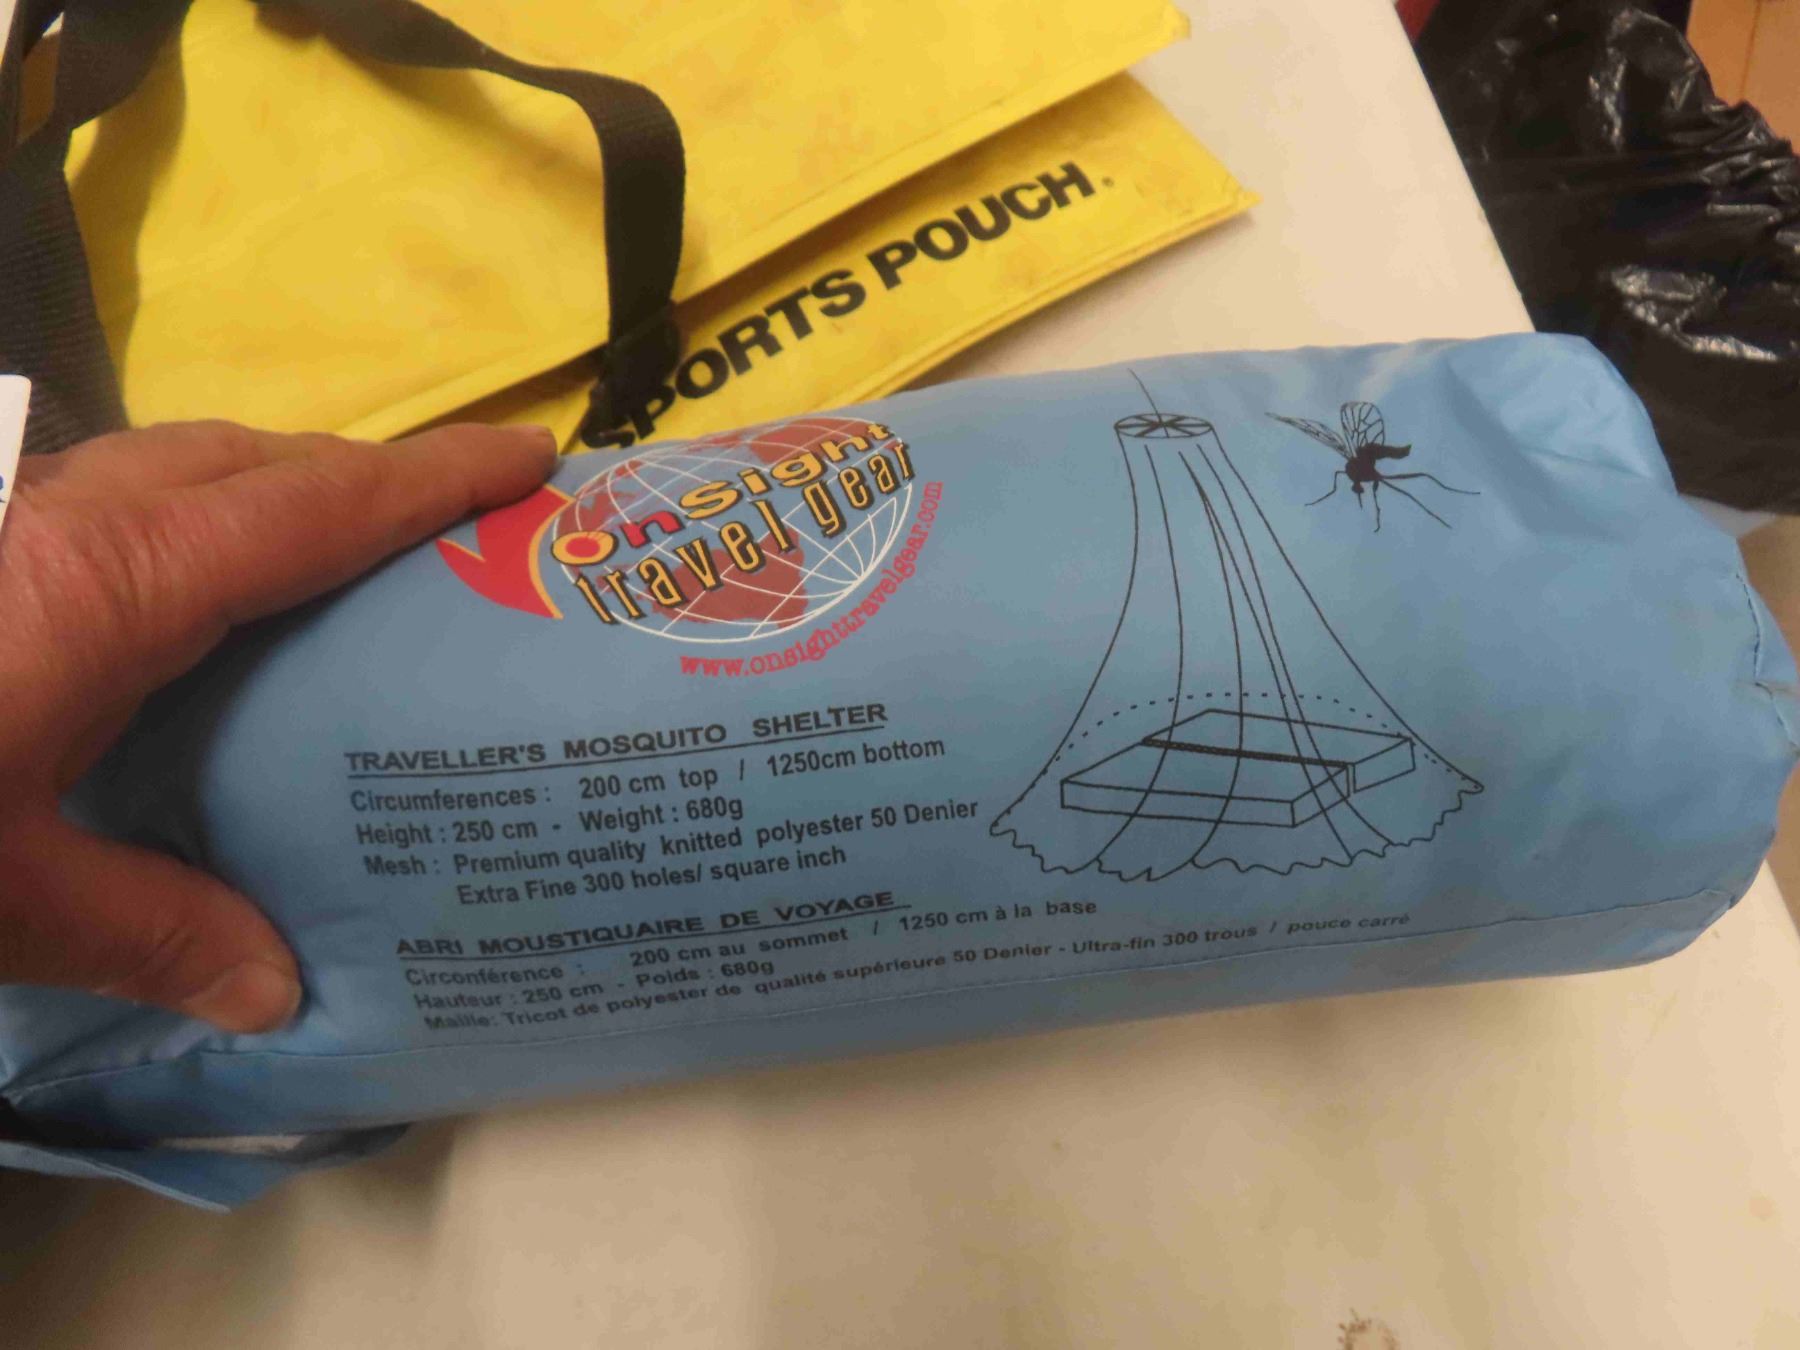 SPORTS POUCH.
onsight
travel gear
www.onsighttravelgear.com
TRAVELLER'S MOSQUITO SHELTER
Circumferences : 200 cm top / 1250cm bottom
Height : 250 cm - Weight : 680g
Mesh : Premium quality knitted polyester 50 Denier
Extra Fine 300 holes/ square inch
ABRI MOUSTIQUAIRE DE VOYAGE
Circonférence : 200 cm au sommet / 1250 cm à la base
Hauteur : 250 cm - Poids : 680g
Maille: Tricot de polyester de qualité supérieure 50 Denier - Ultra-fin 300 trous / pouce carré